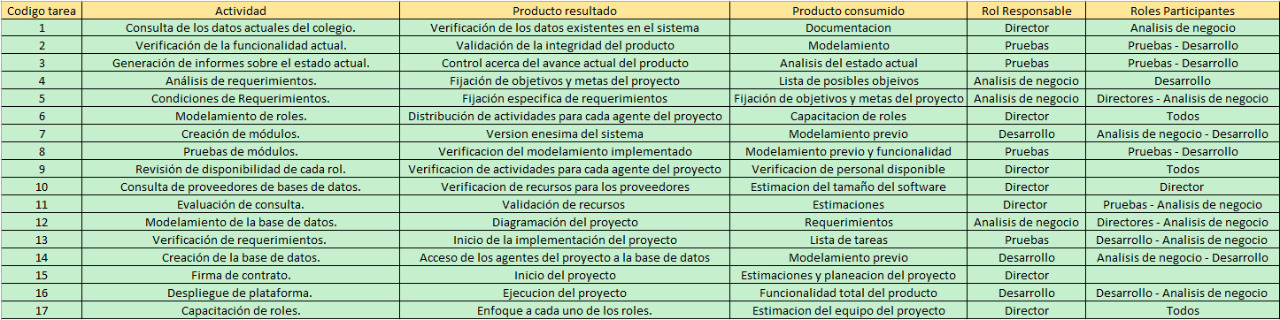 Codigo tarea Actividad Producto resultado Producto consumido Rol Responsable Roles Participantes
1 Consulta de los datos actuales del colegio. Verificación de los datos existentes en el sistema Documentacion Director Analisis de negocio
2 Verificación de la funcionalidad actual. Validación de la integridad del producto Modelamiento Pruebas Pruebas - Desarrollo
3 Generación de informes sobre el estado actual. Control acerca del avance actual del producto Analisis del estado actual Pruebas Pruebas - Desarrollo
4 Análisis de requerimientos. Fijación de objetivos y metas del proyecto Lista de posibles objeivos Analisis de negocio Desarrollo
5 Condiciones de Requerimientos. Fijación especifica de requerimientos Fijación de objetivos y metas del proyecto Analisis de negocio Directores - Analisis de negocio
6 Modelamiento de roles. Distribución de actividades para cada agente del proyecto Capacitacion de roles Director Todos
7 Creación de módulos. Version enesima del sistema Modelamiento previo Desarrollo Analisis de negocio - Desarrollo
8 Pruebas de módulos. Verificacion del modelamiento implementado Modelamiento previo y funcionalidad Pruebas Pruebas - Desarrollo
9 Revisión de disponibilidad de cada rol. Verificacion de actividades para cada agente del proyecto Verificacion de personal disponible Director Todos
10 Consulta de proveedores de bases de datos. Verificacion de recursos para los proveedores Estimacion del tamaño del software Director Director
11 Evaluación de consulta. Validación de recursos Estimaciones Director Pruebas - Analisis de negocio
12 Modelamiento de la base de datos. Diagramación del proyecto Requerimientos Analisis de negocio Directores - Analisis de negocio
13 Verificación de requerimientos. Inicio de la implementación del proyecto Lista de tareas Pruebas Desarrollo - Analisis de negocio
14 Creación de la base de datos. Acceso de los agentes del proyecto a la base de datos Modelamiento previo Desarrollo Analisis de negocio - Desarrollo
15 Firma de contrato. Inicio del proyecto Estimaciones y planeacion del proyecto Director
16 Despliegue de plataforma. Ejecucion del proyecto Funcionalidad total del producto Desarrollo Desarrollo - Analisis de negocio
17 Capacitación de roles. Enfoque a cada uno de los roles. Estimacion del equipo del proyecto Director Todos